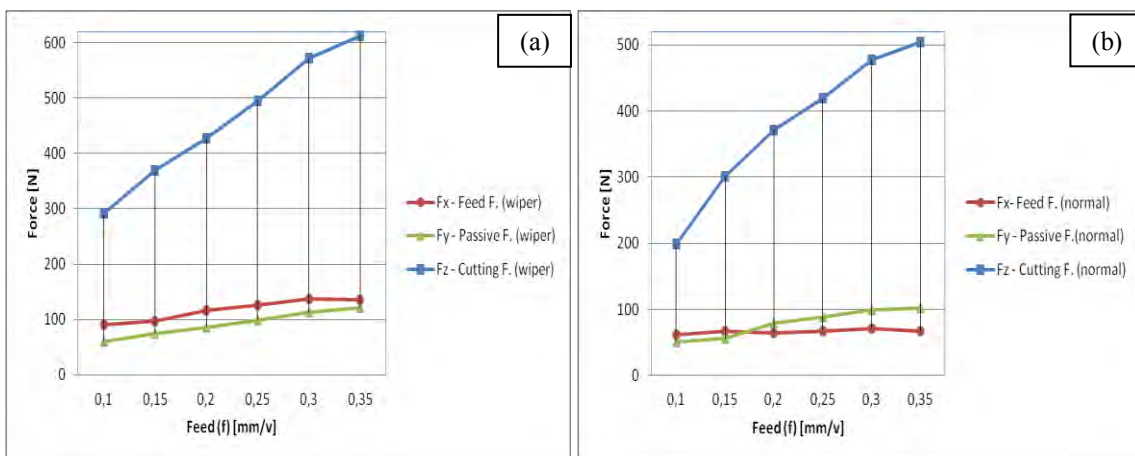 (a)
600
500
400
300
200
100
0
Force [N]
0,1 0,15 0,2 0,25 0,3 0,35
Feed (f) [mm/v]
Fx - Feed F. (wiper)
Fy - Passive F. (wiper)
Fz - Cutting F. (wiper)
(b)
500
400
300
200
100
0
Force [N]
0,1 0,15 0,2 0,25 0,3 0,35
Feed (f) [mm/v]
Fx- Feed F. (normal)
Fy - Passive F.(normal)
Fz - Cutting F. (normal)